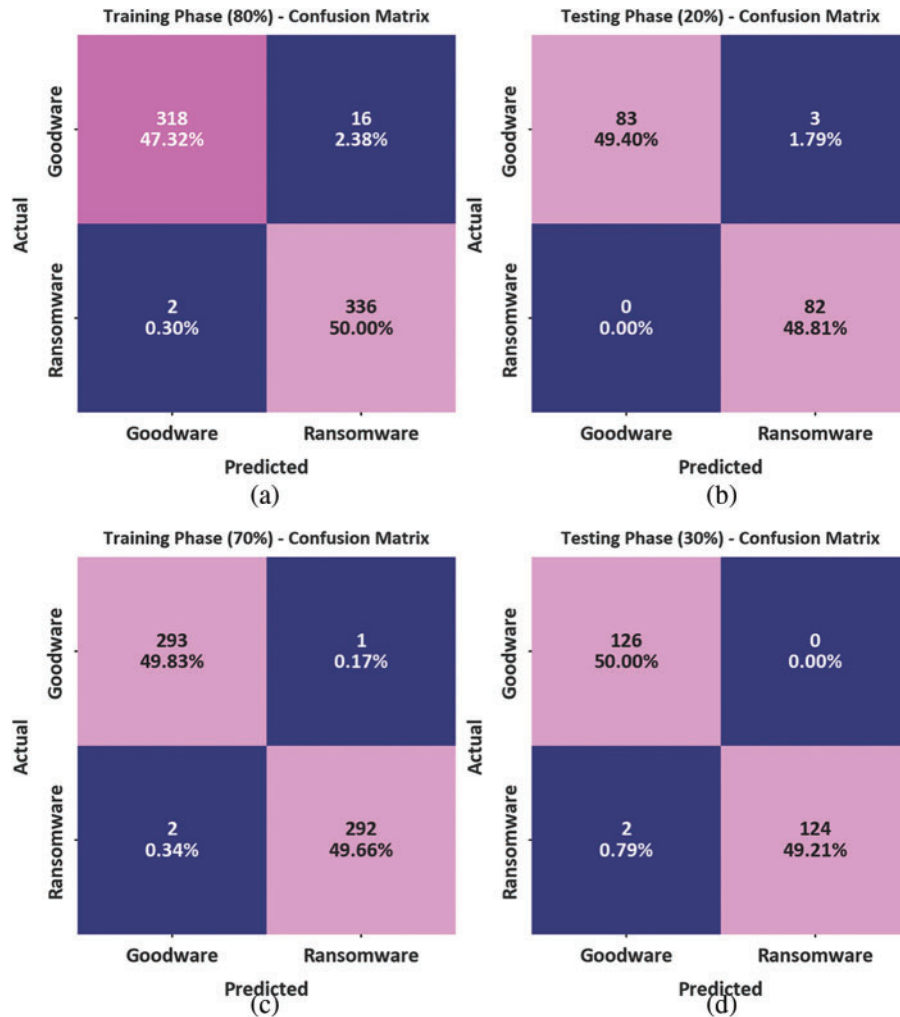 Training Phase (80%) - Confusion Matrix
Actual
Goodware
Ransomware
318
47.32%
16
2.38%
2
0.30%
336
50.00%
Goodware
Ransomware
Predicted
(a)
Testing Phase (20%) - Confusion Matrix
Actual
Goodware
Ransomware
83
49.40%
3
1.79%
0
0.00%
82
48.81%
Goodware
Ransomware
Predicted
(b)
Training Phase (70%) - Confusion Matrix
Actual
Goodware
Ransomware
293
49.83%
1
0.17%
2
0.34%
292
49.66%
Goodware
Ransomware
Predicted
(c)
Testing Phase (30%) - Confusion Matrix
Actual
Goodware
Ransomware
126
50.00%
0
0.00%
2
0.79%
124
49.21%
Goodware
Ransomware
Predicted
(d)